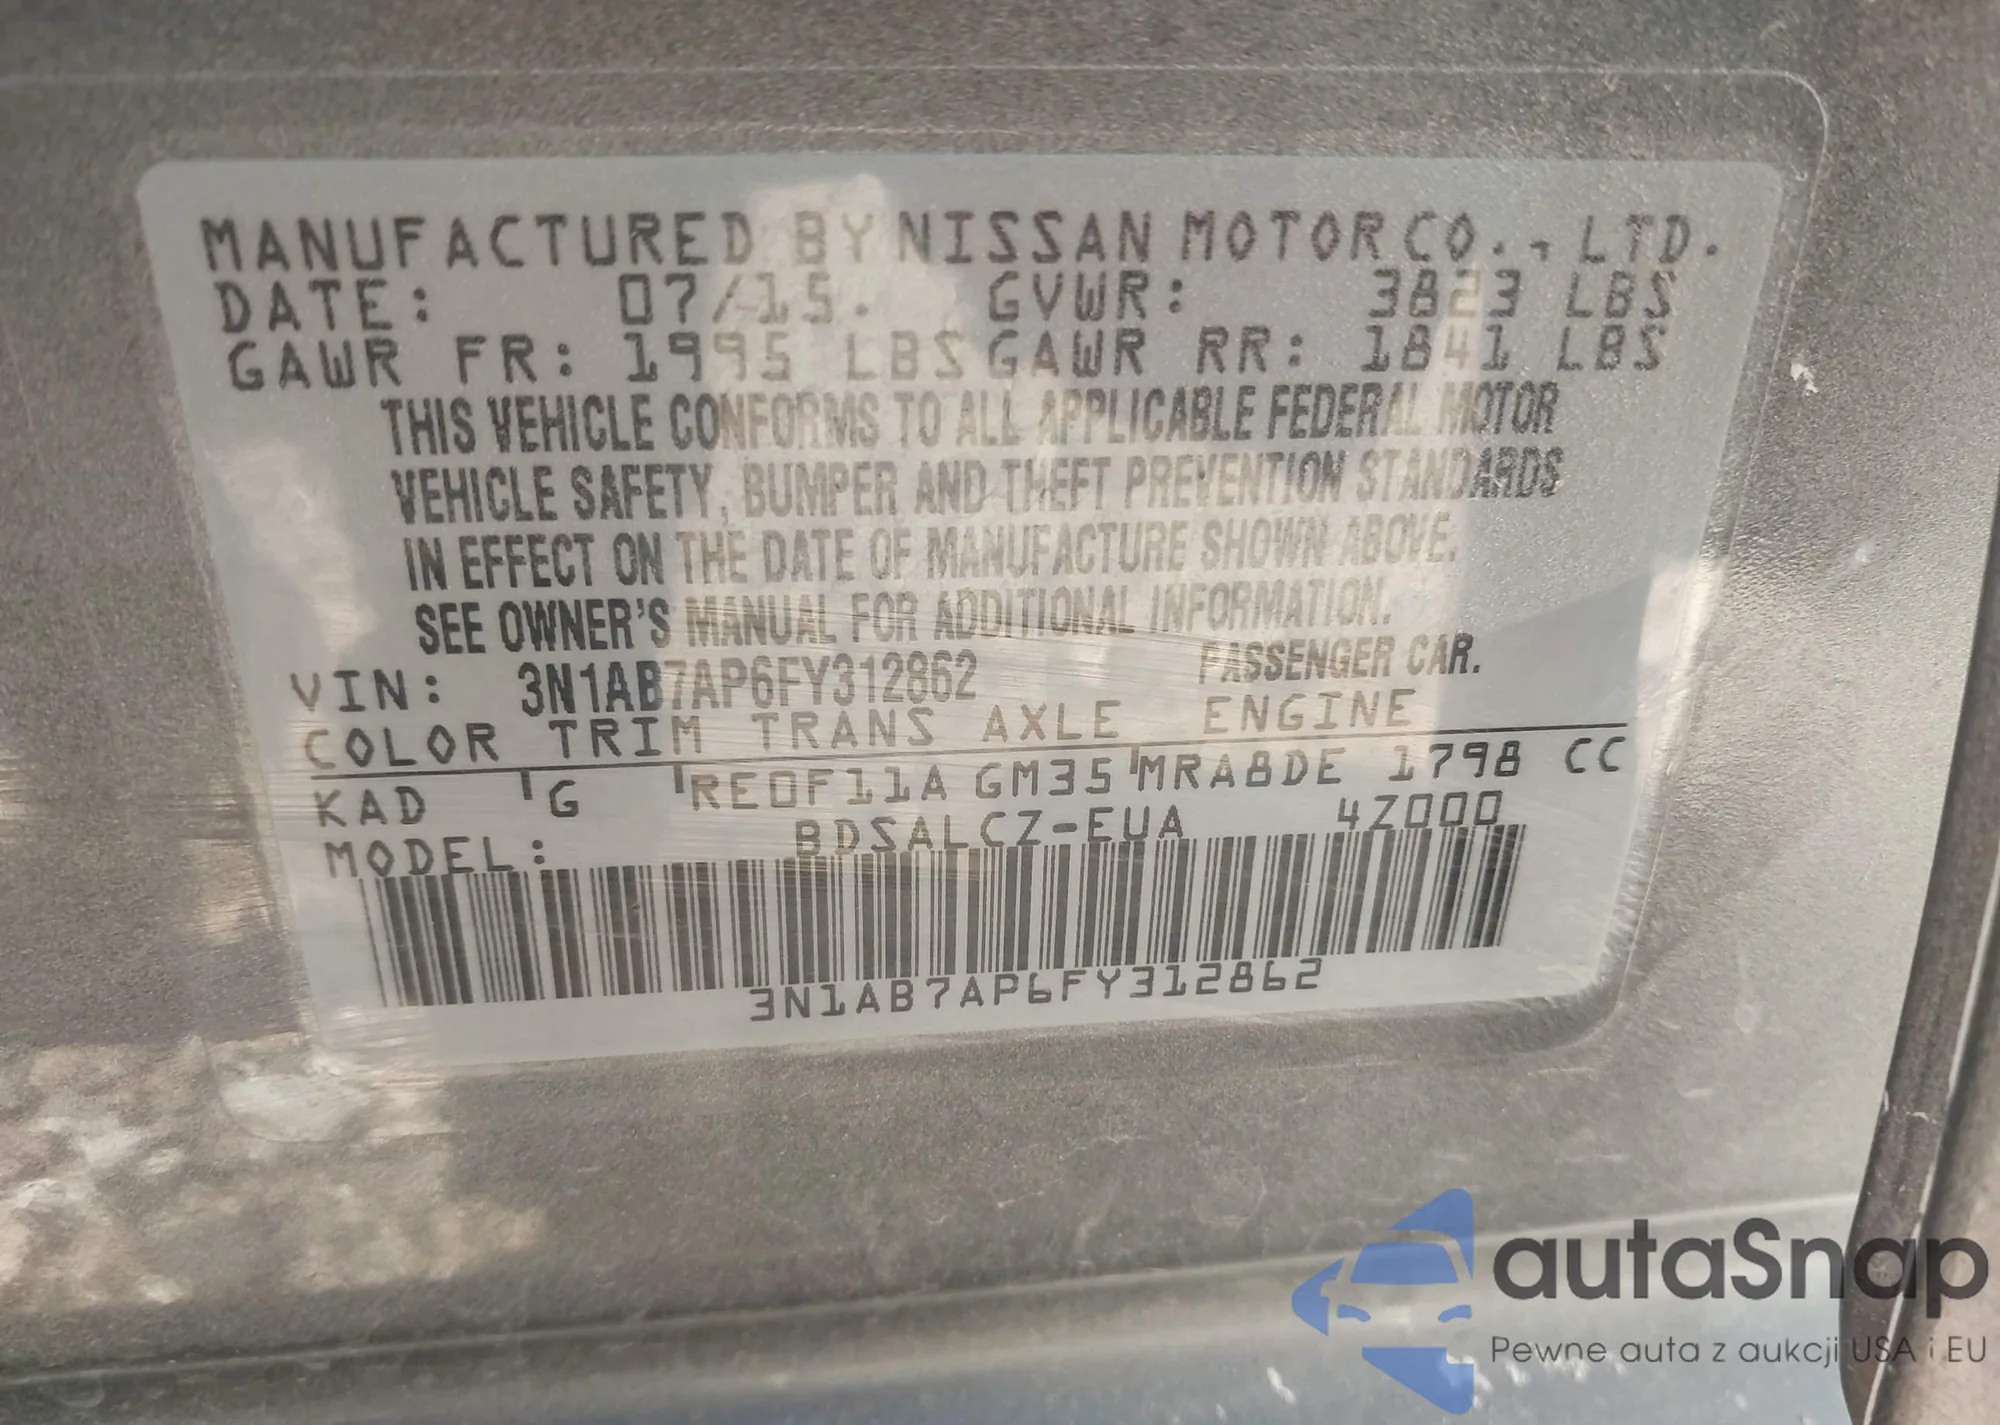 MANUFACTURED BY NISSAN MOTOR CO., LTD.
DATE: 07/15. GVWR: 3823 LBS
GAWR FR: 1995 LBS GAWR RR: 1841 LBS
THIS VEHICLE CONFORMS TO ALL APPLICABLE FEDERAL MOTOR
VEHICLE SAFETY, BUMPER AND THEFT PREVENTION STANDARDS
IN EFFECT ON THE DATE OF MANUFACTURE SHOWN ABOVE.
SEE OWNER'S MANUAL FOR ADDITIONAL INFORMATION.
VIN: 3N1AB7AP6FY312862 PASSENGER CAR.
COLOR TRIM TRANS AXLE ENGINE
KAD G RE0F11A GM35 MRA8DE 1798 CC
MODEL: BDSALCZ-EUA 4Z000
3N1AB7AP6FY312862
autaSnap
Pewne auta z aukcji USA i EU